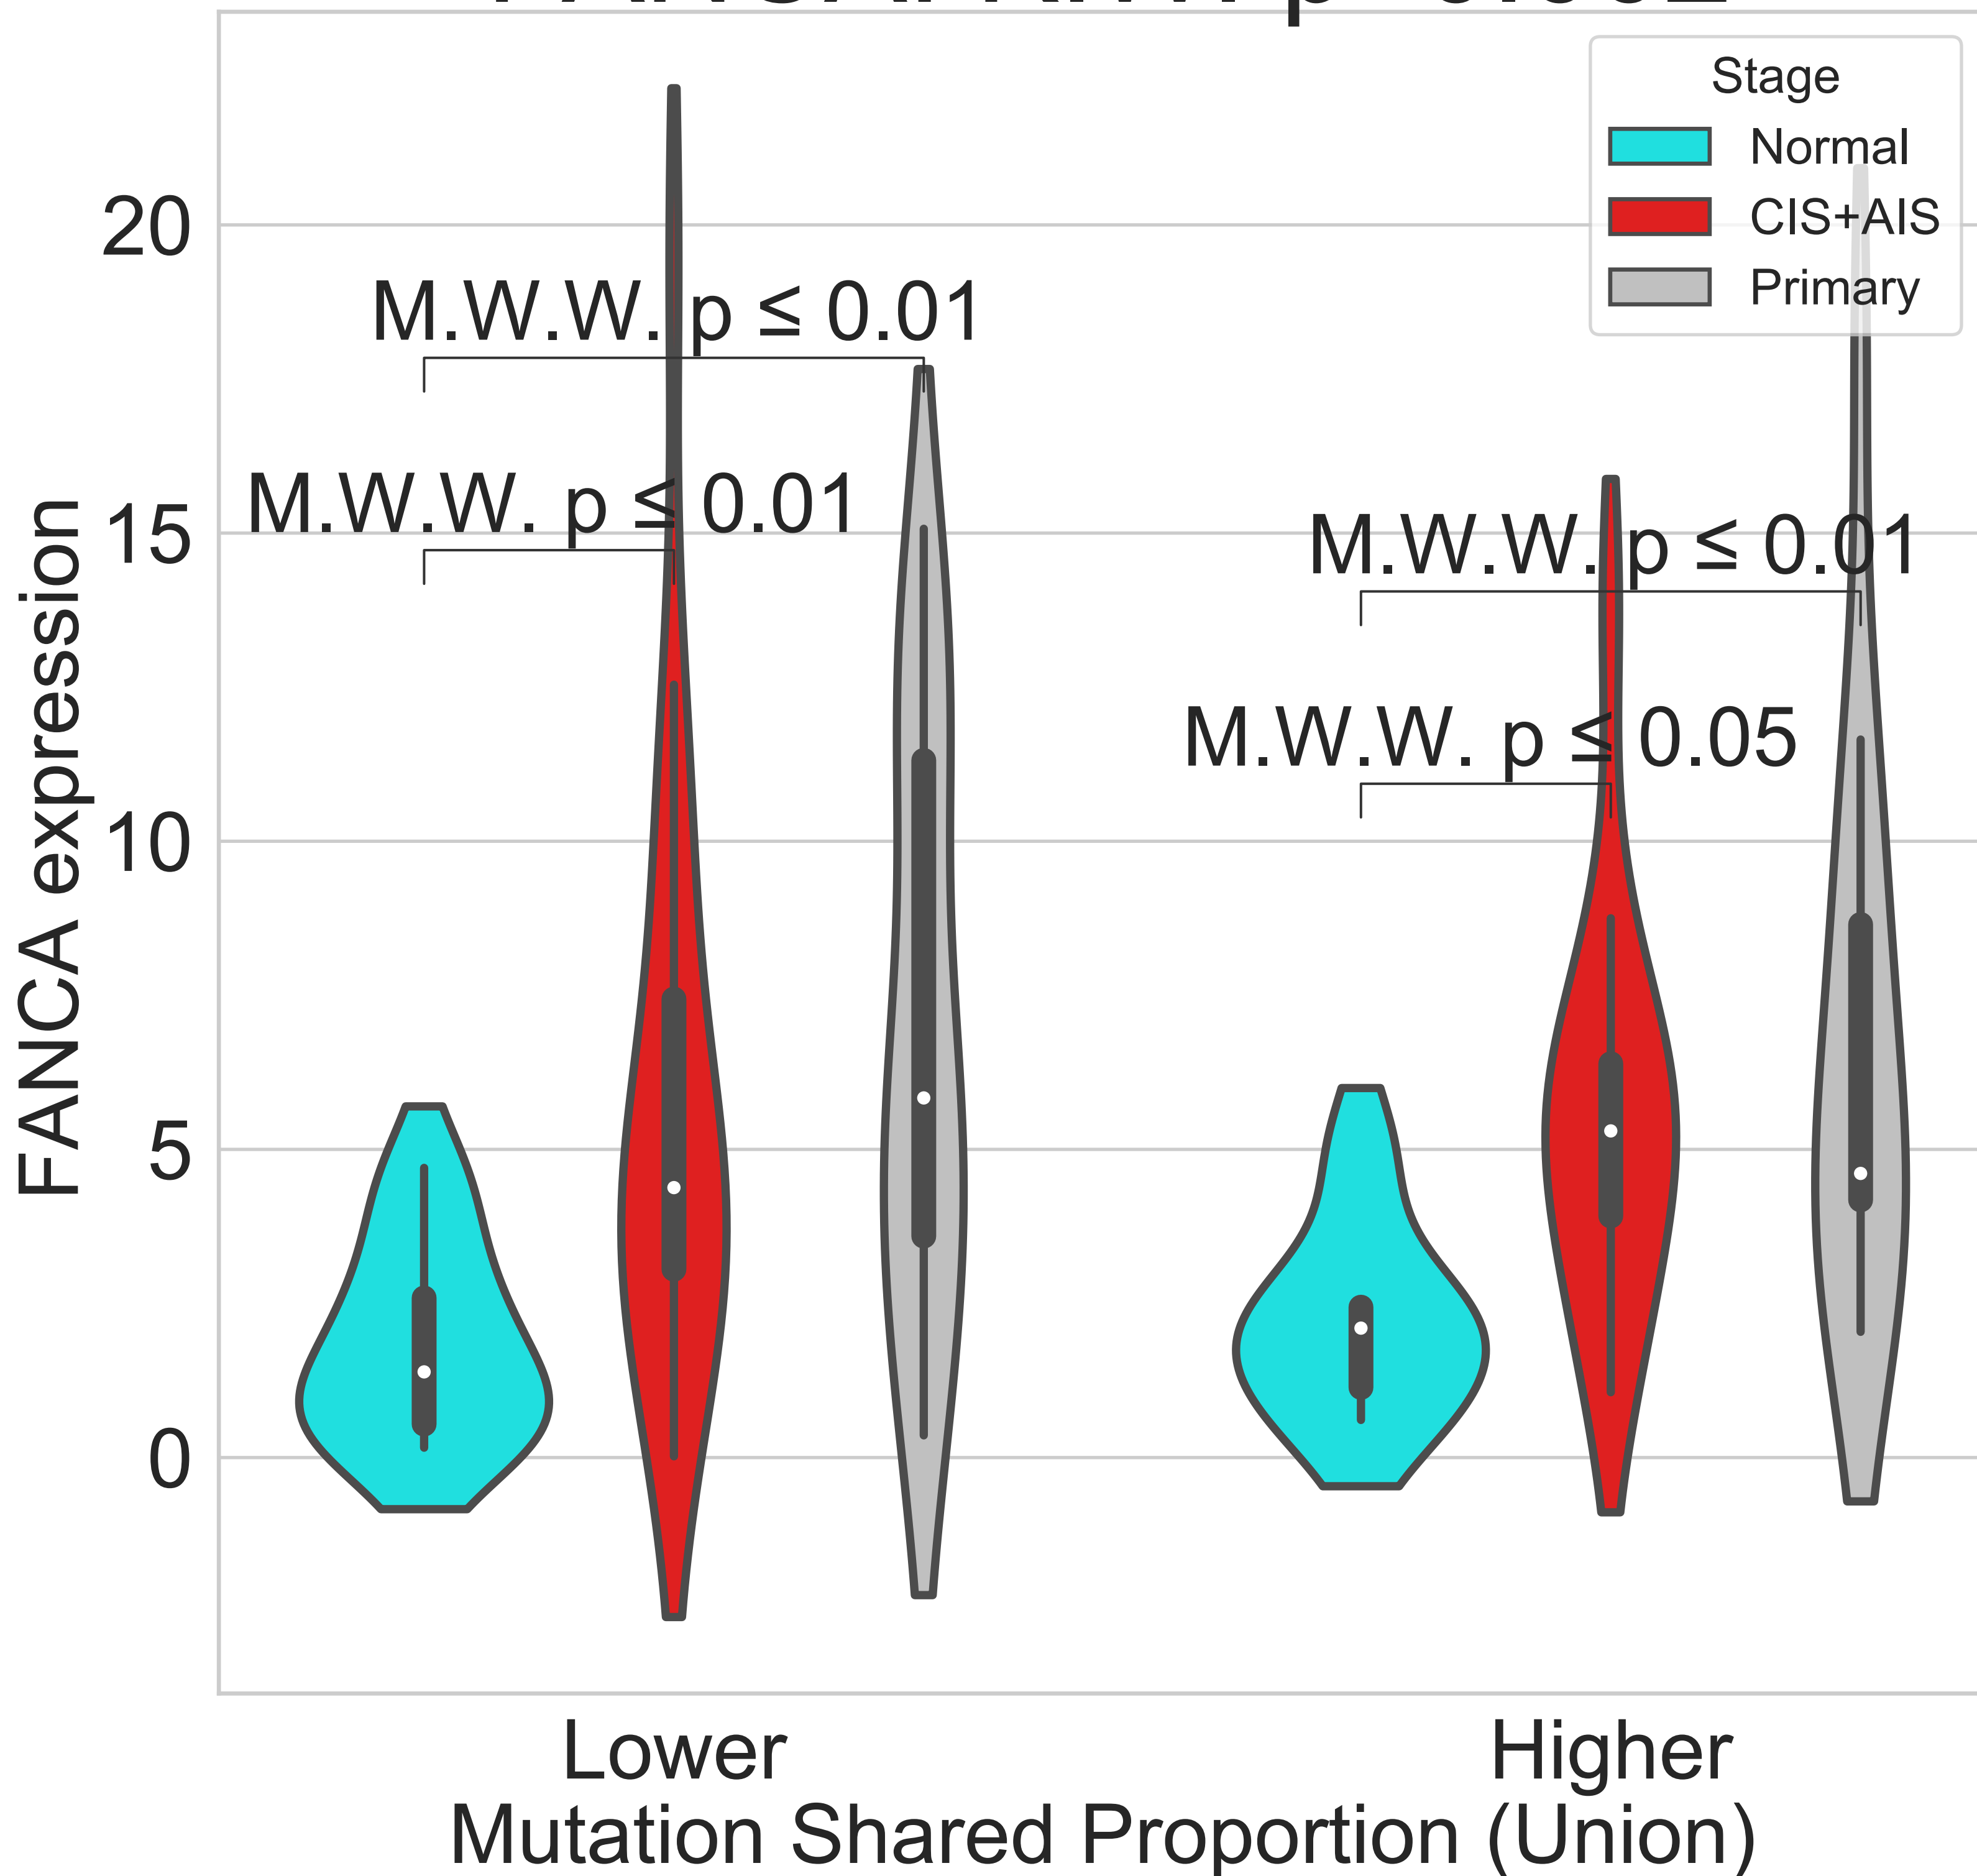 Stage
Normal
CIS+AIS
Primary
20
15
10
5
0
FANCA expression
M.W.W. p ≤ 0.01
M.W.W. p ≤ 0.01
M.W.W. p ≤ 0.01
M.W.W. p ≤ 0.05
Lower
Higher
Mutation Shared Proportion (Union)